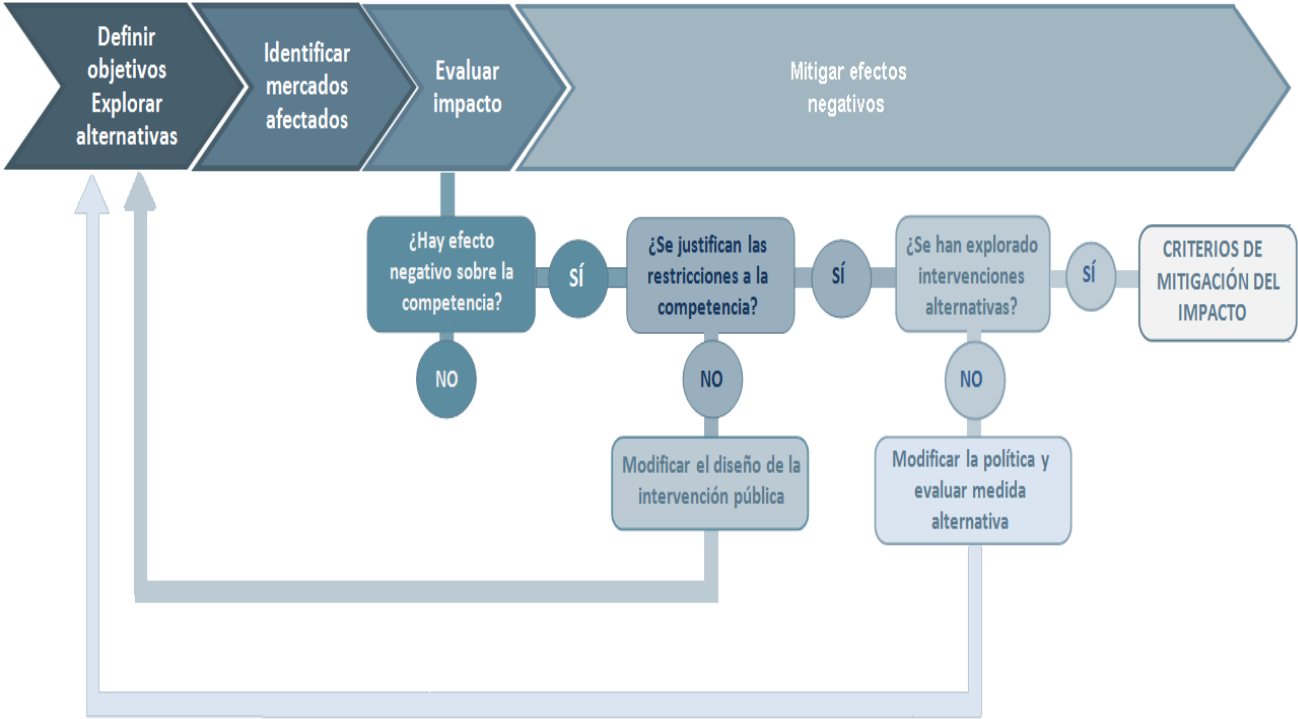 Definir
objetivos
Explorar
alternativas
Identificar
mercados
afectados
Evaluar
impacto
Mitigar efectos
negativos
¿Hay efecto
negativo sobre la
competencia?
SÍ
¿Se justifican las
restricciones a la
competencia?
SÍ
¿Se han explorado
intervenciones
alternativas?
SÍ
CRITERIOS DE
MITIGACIÓN DEL
IMPACTO
NO
NO
NO
Modificar el diseño de la
intervención pública
Modificar la política y
evaluar medida
alternativa